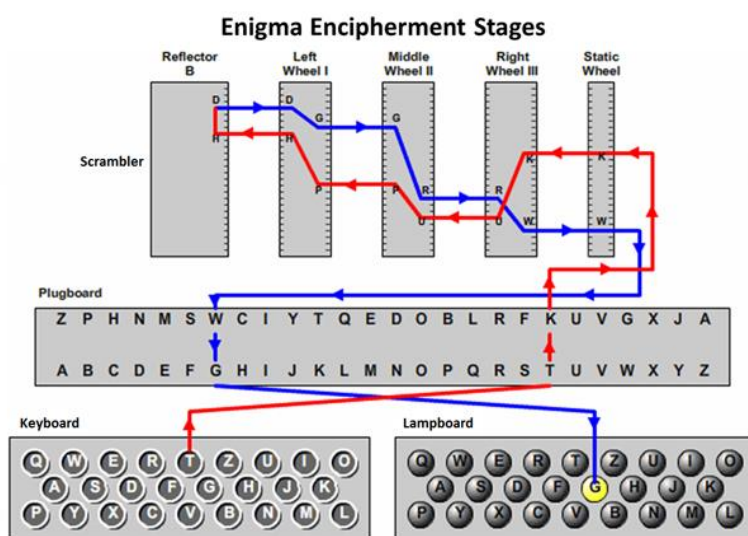 Enigma Encipherment Stages
Reflector B
Left Wheel I
Middle Wheel II
Right Wheel III
Static Wheel
D D
G G
H H K K
Scrambler
P P R R
U U W W
Plugboard
Z P H N M S W C I Y T Q E D O B L R F K U V G X J A
A B C D E F G H I J K L M N O P Q R S T U V W X Y Z
Keyboard
Q W E R T Z U I O
A S D F G H J K
P Y X C V B N M L
Lampboard
Q W E R T Z U I O
A S D F G H J K
P Y X C V B N M L